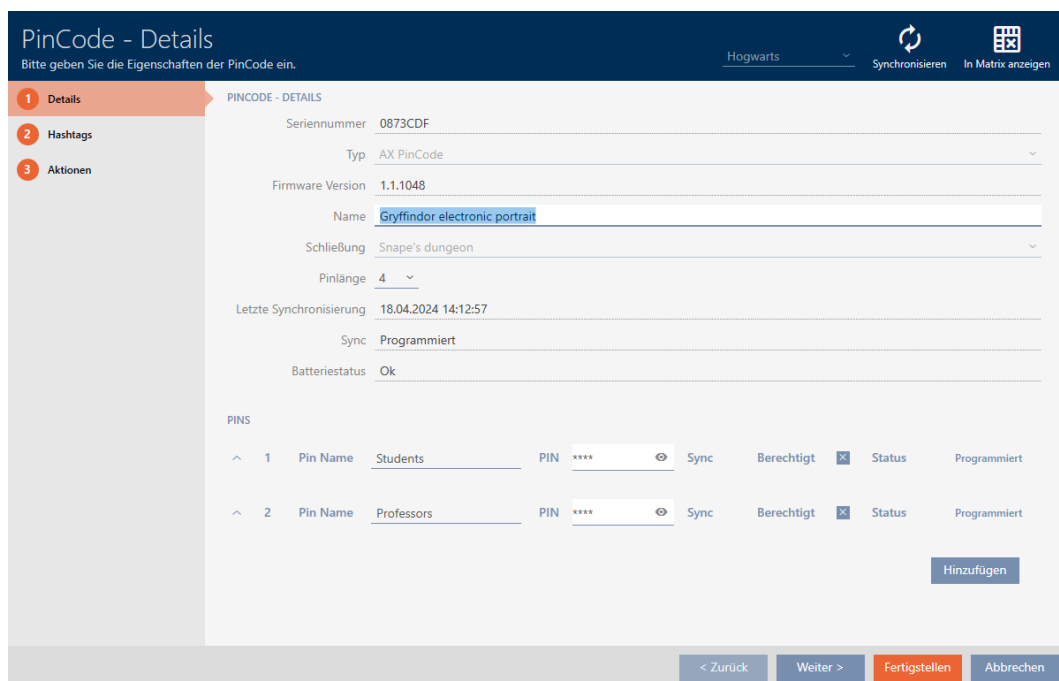 PinCode - Details
Bitte geben Sie die Eigenschaften der PinCode ein.
Hogwarts
Synchronisieren
In Matrix anzeigen
1 Details
2 Hashtags
3 Aktionen
PINCODE - DETAILS
Seriennummer 0873CDF
Typ AX PinCode
Firmware Version 1.1.1048
Name Gryffindor electronic portrait
Schließung Snape's dungeon
Pinlänge 4
Letzte Synchronisierung 18.04.2024 14:12:57
Sync Programmiert
Batteriestatus Ok
PINS
1 Pin Name Students PIN **** Sync Berechtigt Status Programmiert
2 Pin Name Professors PIN **** Sync Berechtigt Status Programmiert
Hinzufügen
< Zurück Weiter > Fertigstellen Abbrechen